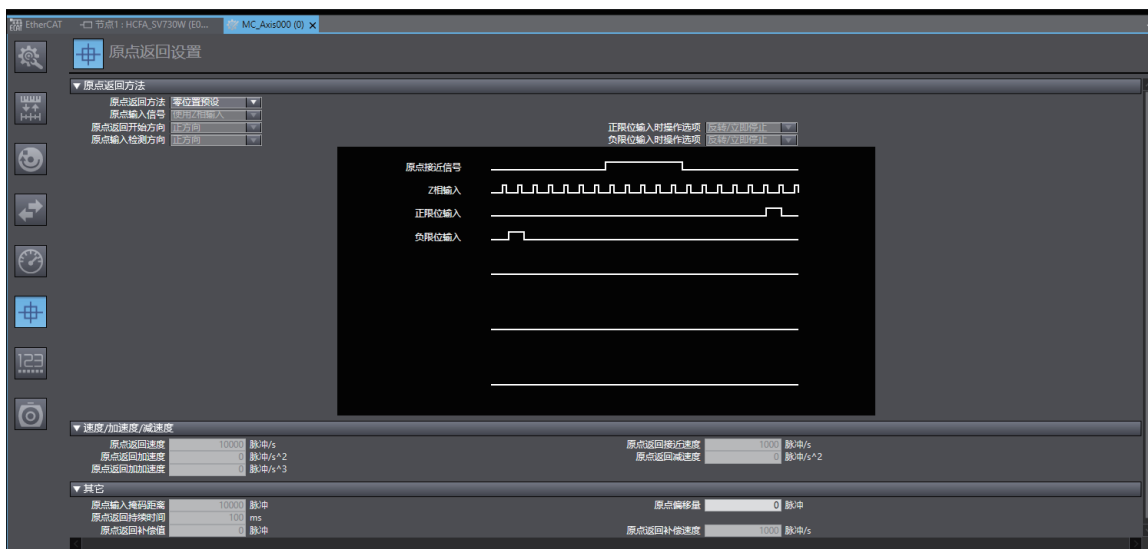 EtherCAT 节点1 : HCFA_SV730W (E0... MC_Axis000 (0) x
原点返回设置
▼原点返回方法
原点返回方法 零位置预设
原点输入信号 使用Z相输入
原点返回开始方向 正方向 正限位输入时操作选项 反转/立即停止
原点输入检测方向 正方向 负限位输入时操作选项 反转/立即停止
原点接近信号
Z相输入
正限位输入
负限位输入
123
▼速度/加速度/减速度
原点返回速度 10000 脉冲/s 原点返回接近速度 1000 脉冲/s
原点返回加速度 0 脉冲/s^2 原点返回减速度 0 脉冲/s^2
原点返回加加速度 0 脉冲/s^3
▼其它
原点输入掩码距离 10000 脉冲 原点偏移量 0 脉冲
原点返回持续时间 100 ms
原点返回补偿值 0 脉冲 原点返回补偿速度 1000 脉冲/s